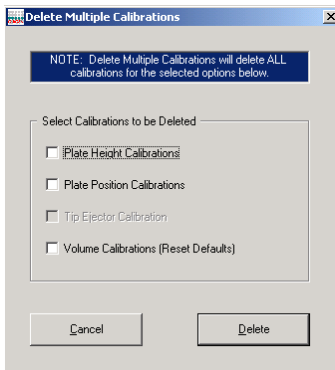 Delete Multiple Calibrations
NOTE: Delete Multiple Calibrations will delete ALL
calibrations for the selected options below.
Select Calibrations to be Deleted
Plate Height Calibrations
Plate Position Calibrations
Tip Ejector Calibration
Volume Calibrations (Reset Defaults)
Cancel
Delete